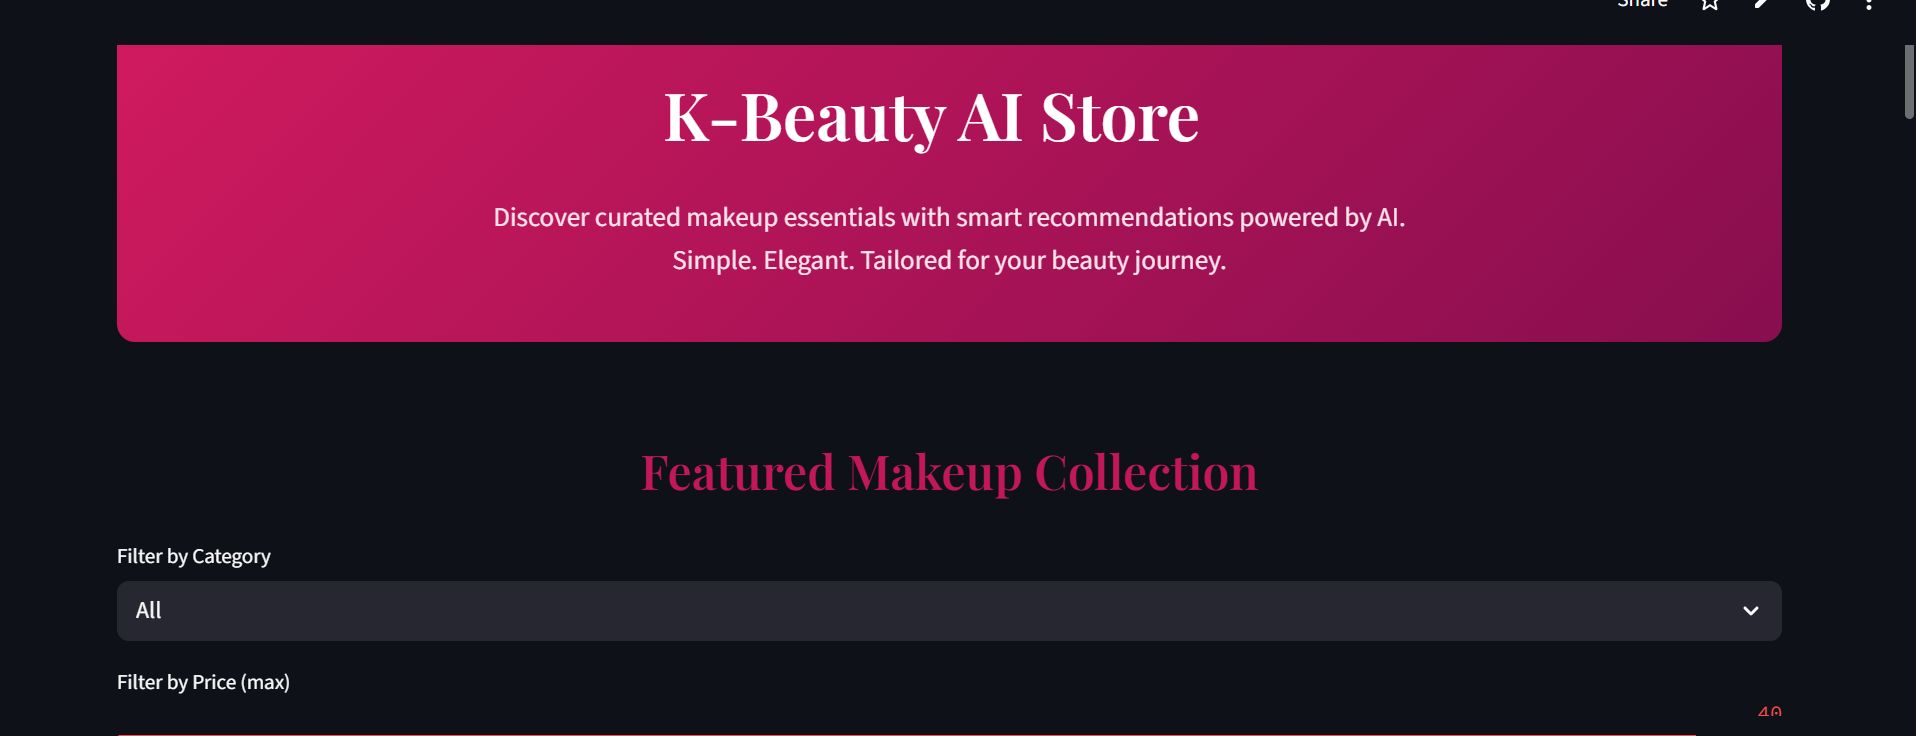 Share
K-Beauty AI Store
Discover curated makeup essentials with smart recommendations powered by AI.
Simple. Elegant. Tailored for your beauty journey.
Featured Makeup Collection
Filter by Category
All
Filter by Price (max)
40